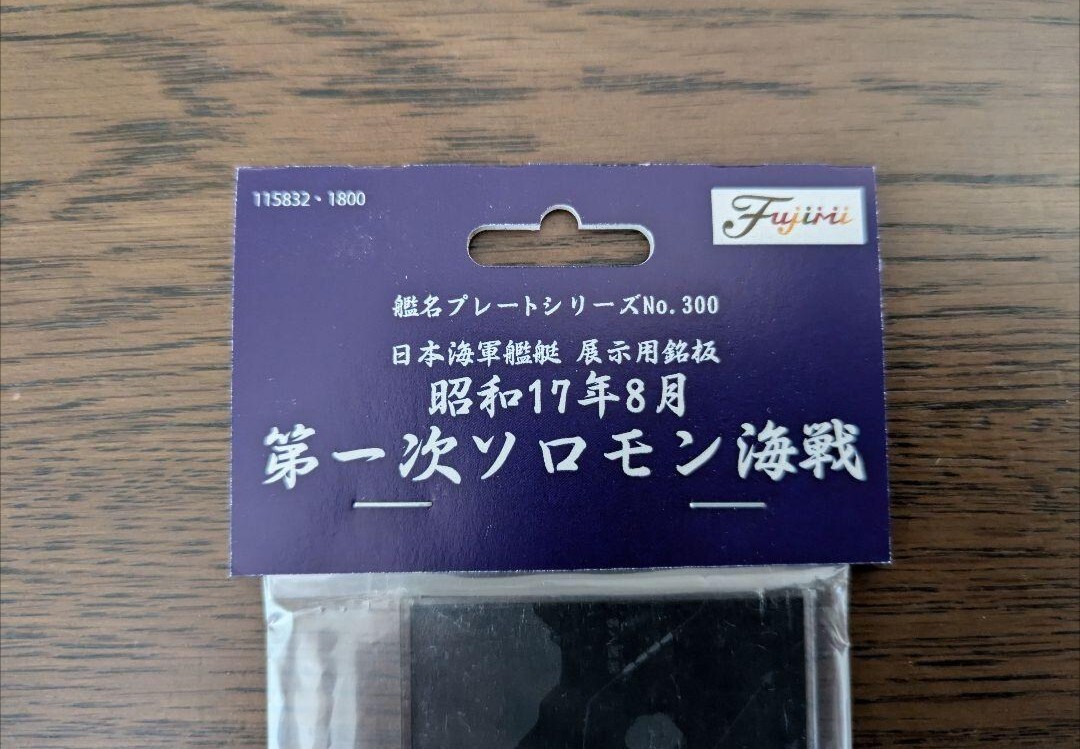 115832・1800
Fujimi
艦名プレートシリーズNo.300
日本海軍艦艇 展示用銘板
昭和17年8月
第一次ソロモン海戦